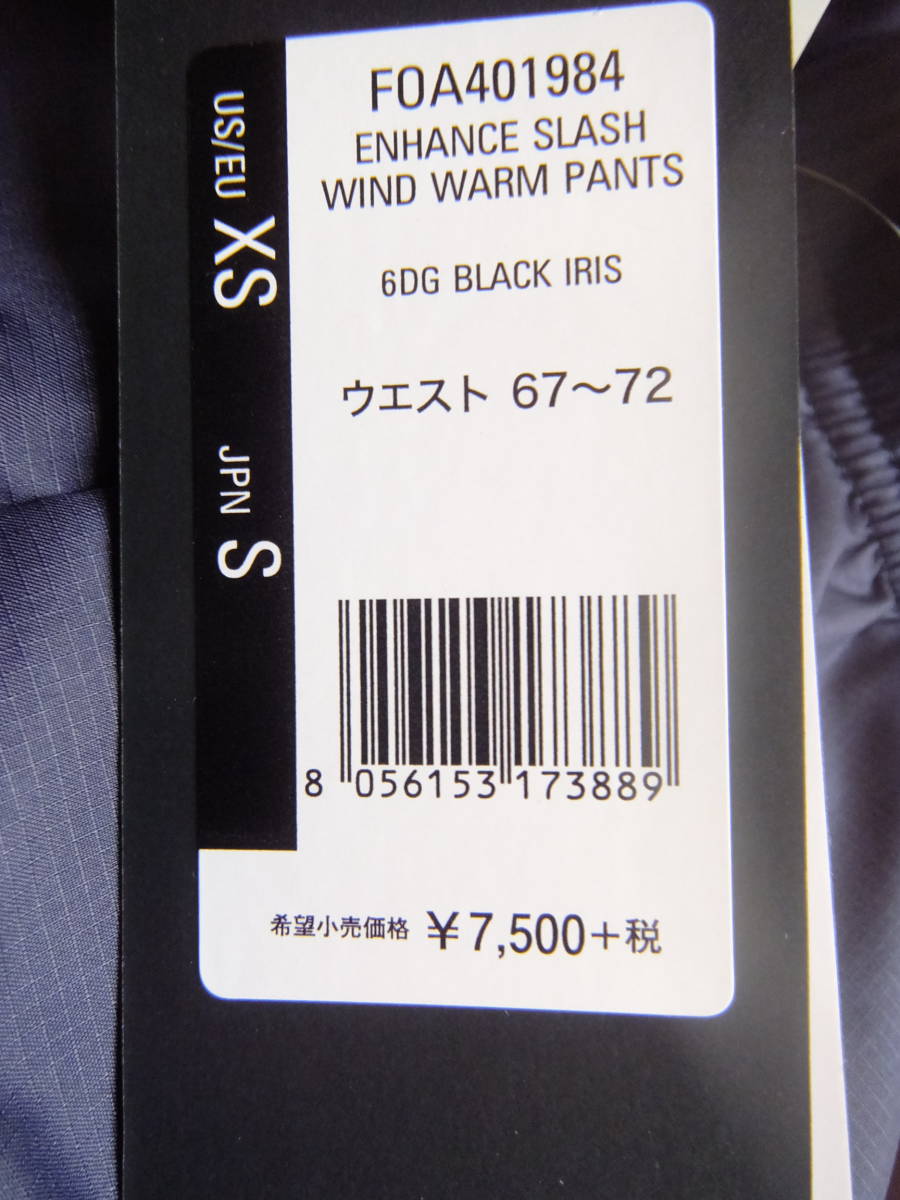 FOA401984
ENHANCE SLASH
WIND WARM PANTS
6DG BLACK IRIS
ウエスト 67〜72
US/EU XS
JPN S
8 056153 173889
希望小売価格 ¥7,500+税